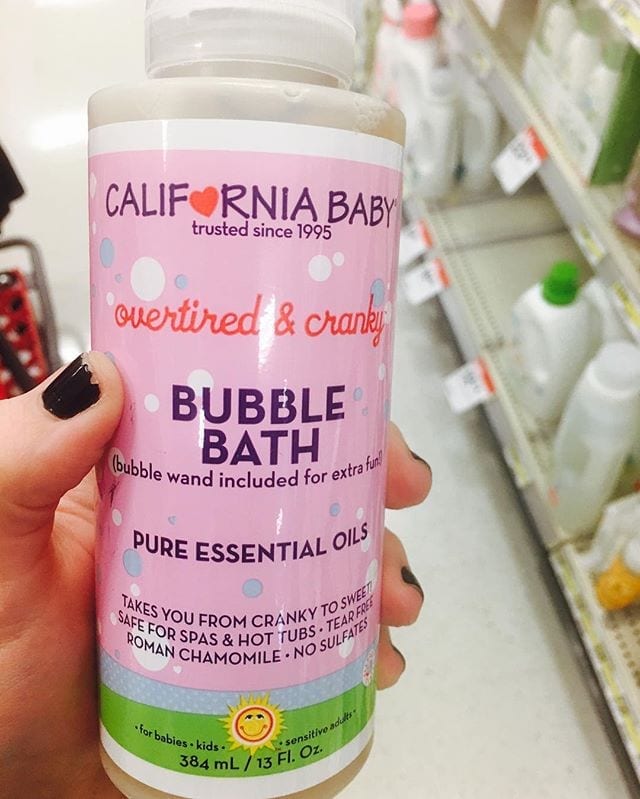 CALIFORNIA BABY
trusted since 1995
overtired & cranky
BUBBLE
BATH
(bubble wand included for extra fun!)
PURE ESSENTIAL OILS
TAKES YOU FROM CRANKY TO SWEET!
SAFE FOR SPAS & HOT TUBS • TEAR FREE
ROMAN CHAMOMILE • NO SULFATES
• for babies • kids • sensitive adults •
384 mL / 13 Fl. Oz.